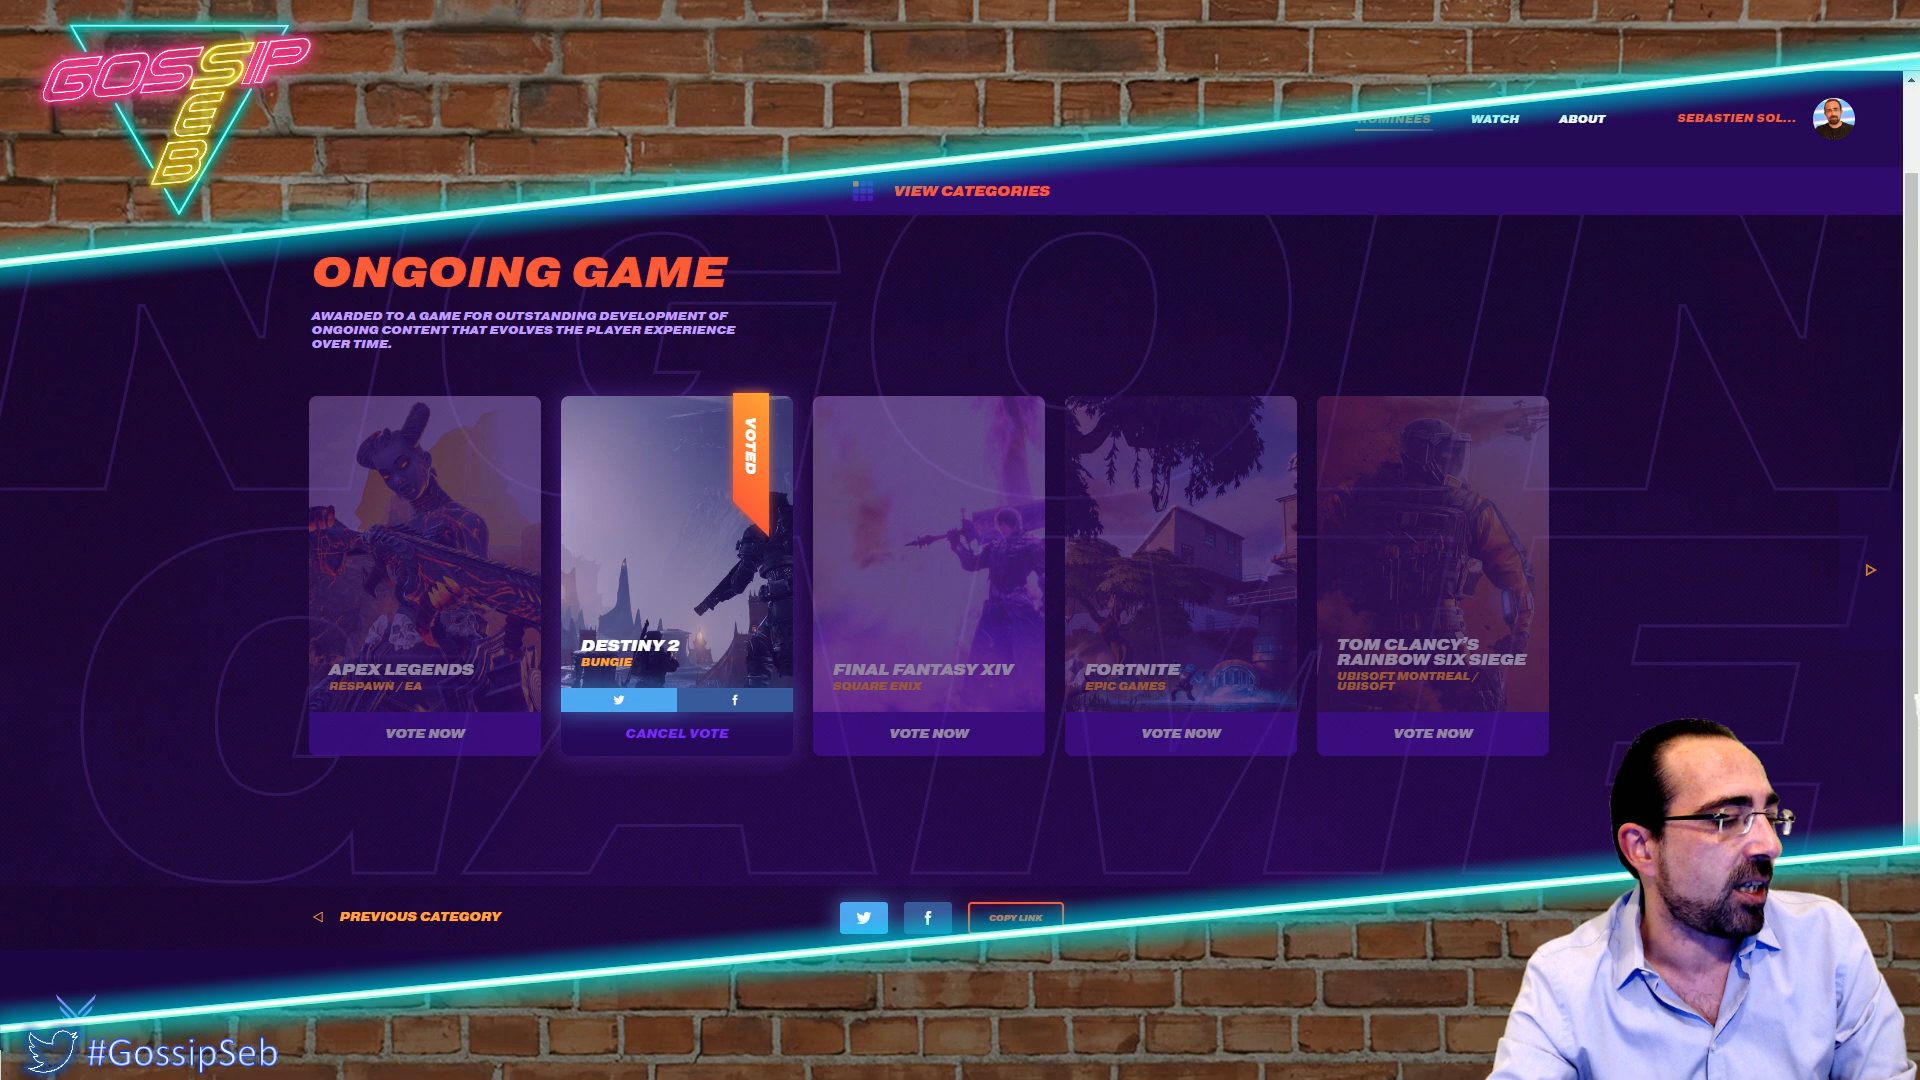 GOSSIP
SEB
NOMINEES
WATCH
ABOUT
SEBASTIEN SOL...
VIEW CATEGORIES
ONGOING GAME
AWARDED TO A GAME FOR OUTSTANDING DEVELOPMENT OF
ONGOING CONTENT THAT EVOLVES THE PLAYER EXPERIENCE
OVER TIME.
ONGOING
GAME
APEX LEGENDS
RESPAWN / EA
VOTE NOW
VOTED
DESTINY 2
BUNGIE
CANCEL VOTE
FINAL FANTASY XIV
SQUARE ENIX
VOTE NOW
FORTNITE
EPIC GAMES
VOTE NOW
TOM CLANCY'S
RAINBOW SIX SIEGE
UBISOFT MONTREAL /
UBISOFT
VOTE NOW
PREVIOUS CATEGORY
COPY LINK
#GossipSeb